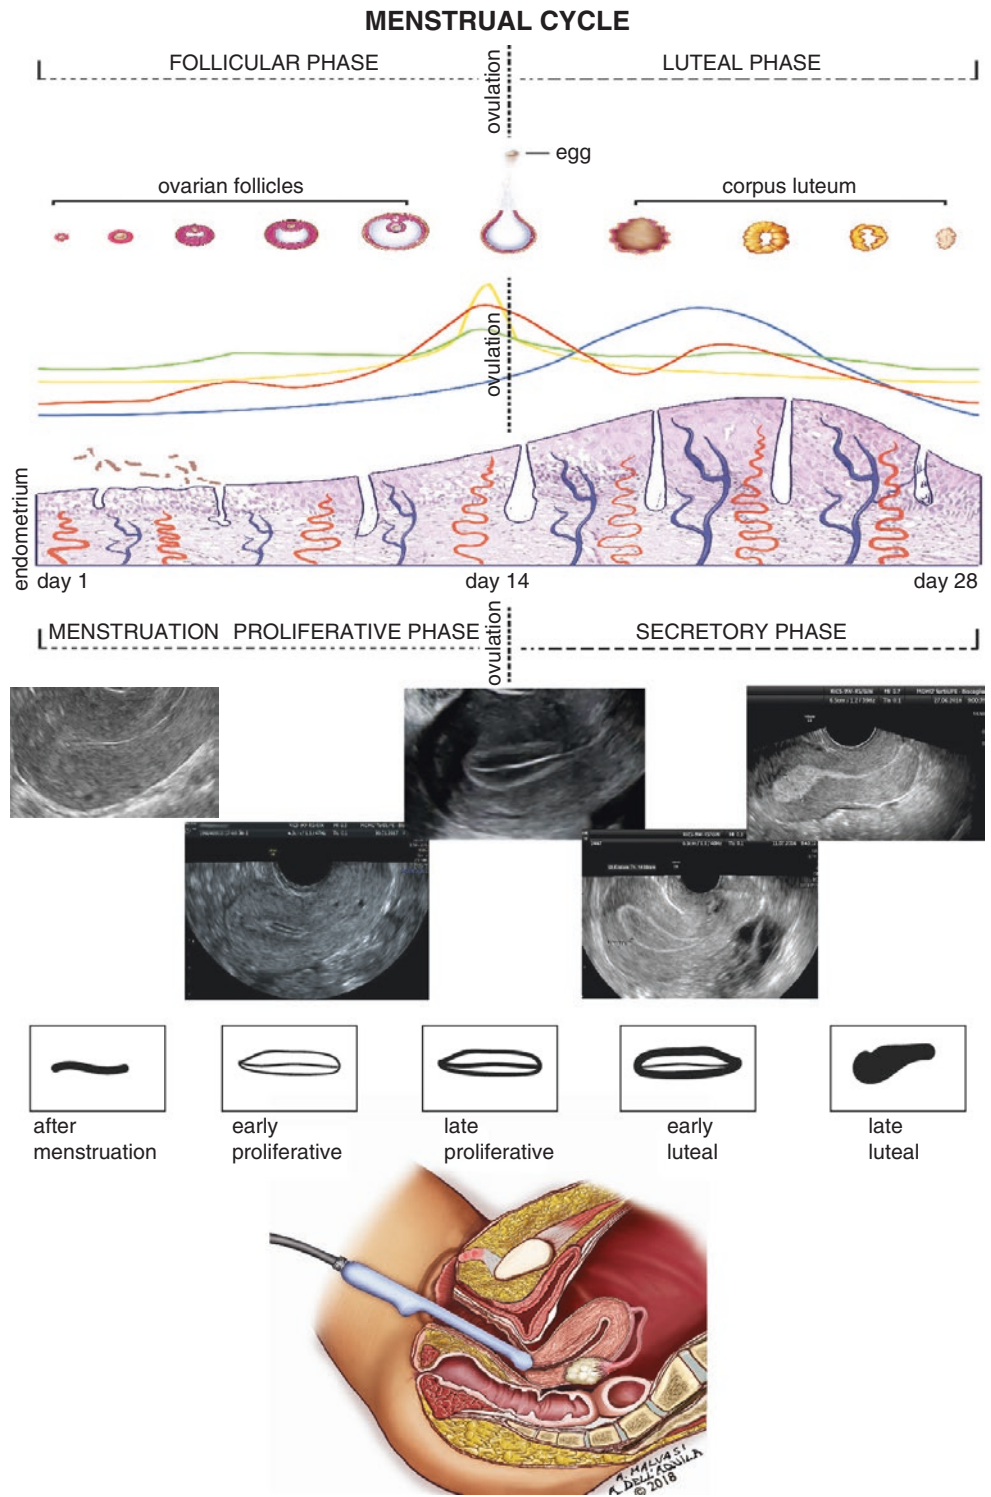 MENSTRUAL CYCLE
FOLLICULAR PHASE
ovulation
LUTEAL PHASE
egg
ovarian follicles
corpus luteum
ovulation
endometrium
day 1
day 14
day 28
MENSTRUATION
PROLIFERATIVE PHASE
ovulation
SECRETORY PHASE
after
menstruation
early
proliferative
late
proliferative
early
luteal
late
luteal
A. MALVASI
A. DELL'AQUILA
© 2018